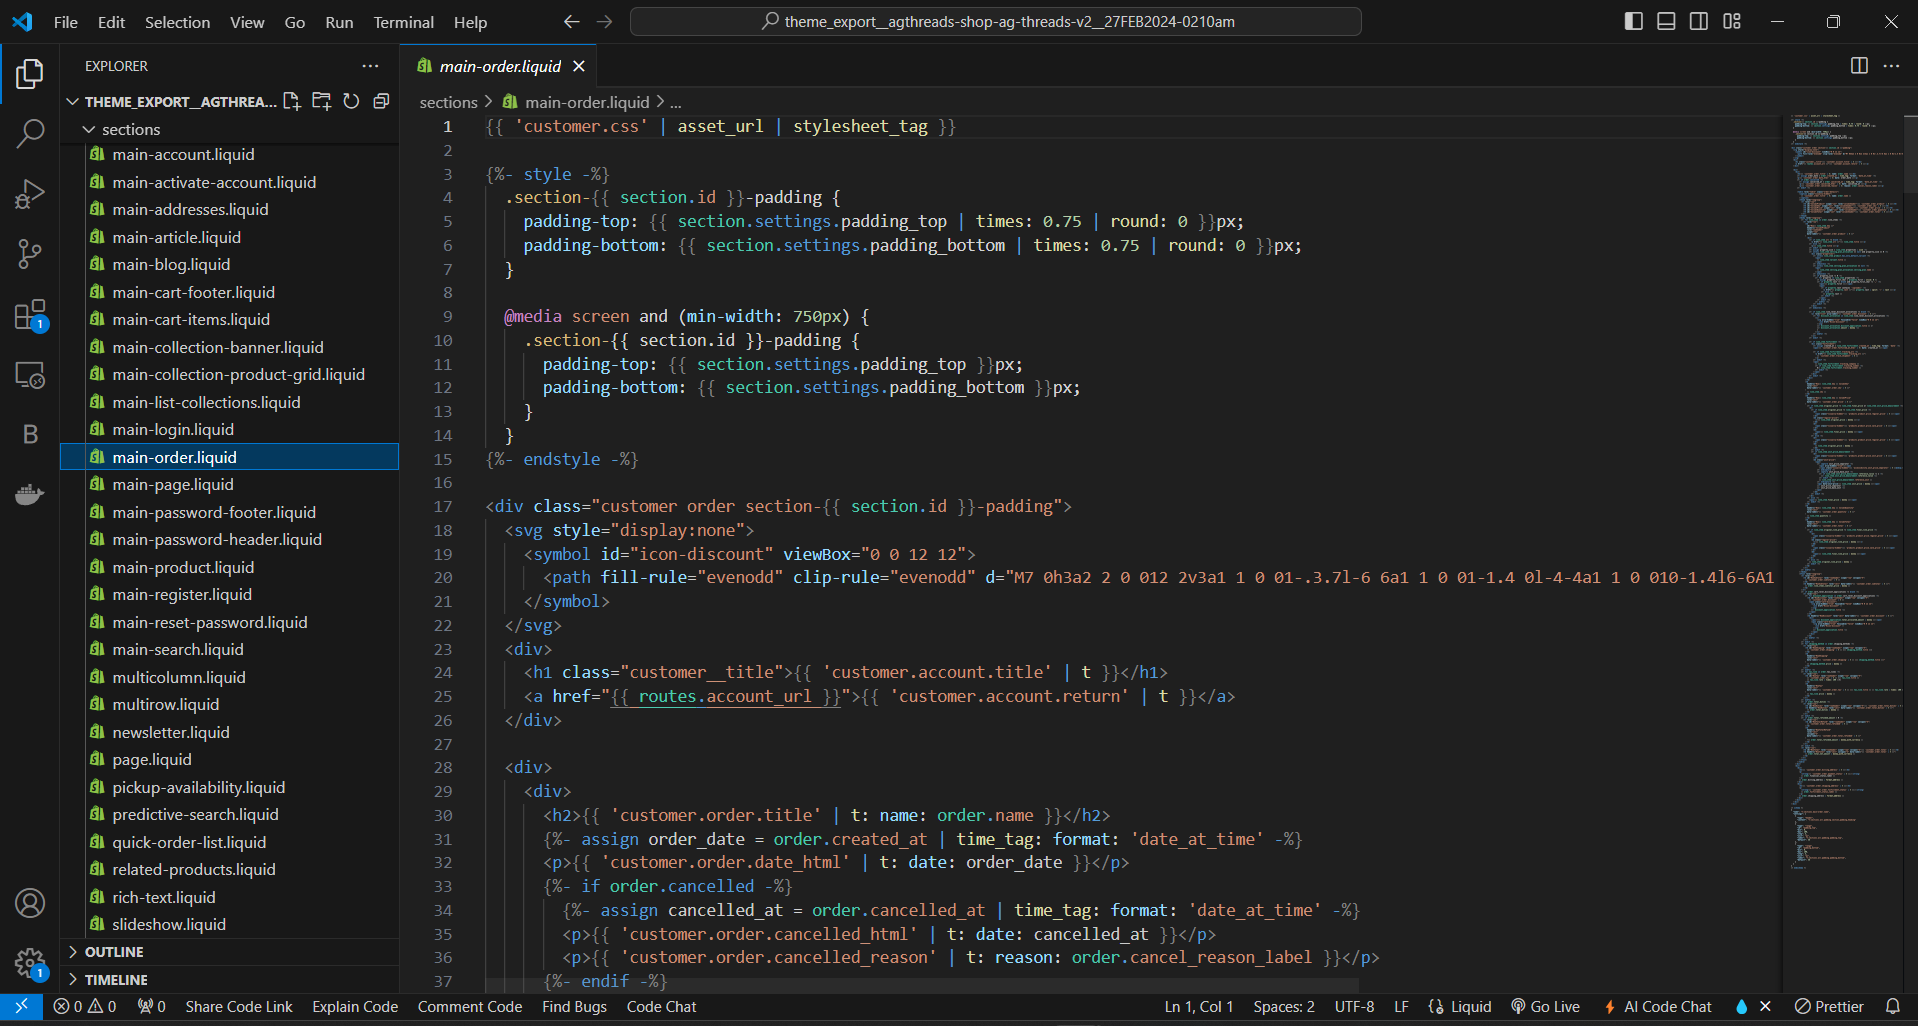 File Edit Selection View Go Run Terminal Help
theme_export__agthreads-shop-ag-threads-v2__27FEB2024-0210am
EXPLORER
THEME_EXPORT__AGTHREA...
sections
main-account.liquid
main-activate-account.liquid
main-addresses.liquid
main-article.liquid
main-blog.liquid
main-cart-footer.liquid
main-cart-items.liquid
main-collection-banner.liquid
main-collection-product-grid.liquid
main-list-collections.liquid
main-login.liquid
main-order.liquid
main-page.liquid
main-password-footer.liquid
main-password-header.liquid
main-product.liquid
main-register.liquid
main-reset-password.liquid
main-search.liquid
multicolumn.liquid
multirow.liquid
newsletter.liquid
page.liquid
pickup-availability.liquid
predictive-search.liquid
quick-order-list.liquid
related-products.liquid
rich-text.liquid
slideshow.liquid
OUTLINE
TIMELINE
1
B
1
main-order.liquid
sections > main-order.liquid > ...
1 {{ 'customer.css' | asset_url | stylesheet_tag }}
2
3 {%- style -%}
4 .section-{{ section.id }}-padding {
5 padding-top: {{ section.settings.padding_top | times: 0.75 | round: 0 }}px;
6 padding-bottom: {{ section.settings.padding_bottom | times: 0.75 | round: 0 }}px;
7 }
8
9 @media screen and (min-width: 750px) {
10 .section-{{ section.id }}-padding {
11 padding-top: {{ section.settings.padding_top }}px;
12 padding-bottom: {{ section.settings.padding_bottom }}px;
13 }
14 }
15 {%- endstyle -%}
16
17 <div class="customer order section-{{ section.id }}-padding">
18 <svg style="display:none">
19 <symbol id="icon-discount" viewBox="0 0 12 12">
20 <path fill-rule="evenodd" clip-rule="evenodd" d="M7 0h3a2 2 0 012 2v3a1 1 0 01-.3.7l-6 6a1 1 0 01-1.4 0l-4-4a1 1 0 010-1.4l6-6A1
21 </symbol>
22 </svg>
23 <div>
24 <h1 class="customer__title">{{ 'customer.account.title' | t }}</h1>
25 <a href="{{ routes.account_url }}">{{ 'customer.account.return' | t }}</a>
26 </div>
27
28 <div>
29 <div>
30 <h2>{{ 'customer.order.title' | t: name: order.name }}</h2>
31 {%- assign order_date = order.created_at | time_tag: format: 'date_at_time' -%}
32 <p>{{ 'customer.order.date_html' | t: date: order_date }}</p>
33 {%- if order.cancelled -%}
34 {%- assign cancelled_at = order.cancelled_at | time_tag: format: 'date_at_time' -%}
35 <p>{{ 'customer.order.cancelled_html' | t: date: cancelled_at }}</p>
36 <p>{{ 'customer.order.cancelled_reason' | t: reason: order.cancel_reason_label }}</p>
37 {%- endif -%}
0 0 0 Share Code Link Explain Code Comment Code Find Bugs Code Chat Ln 1, Col 1 Spaces: 2 UTF-8 LF Liquid Go Live AI Code Chat Prettier